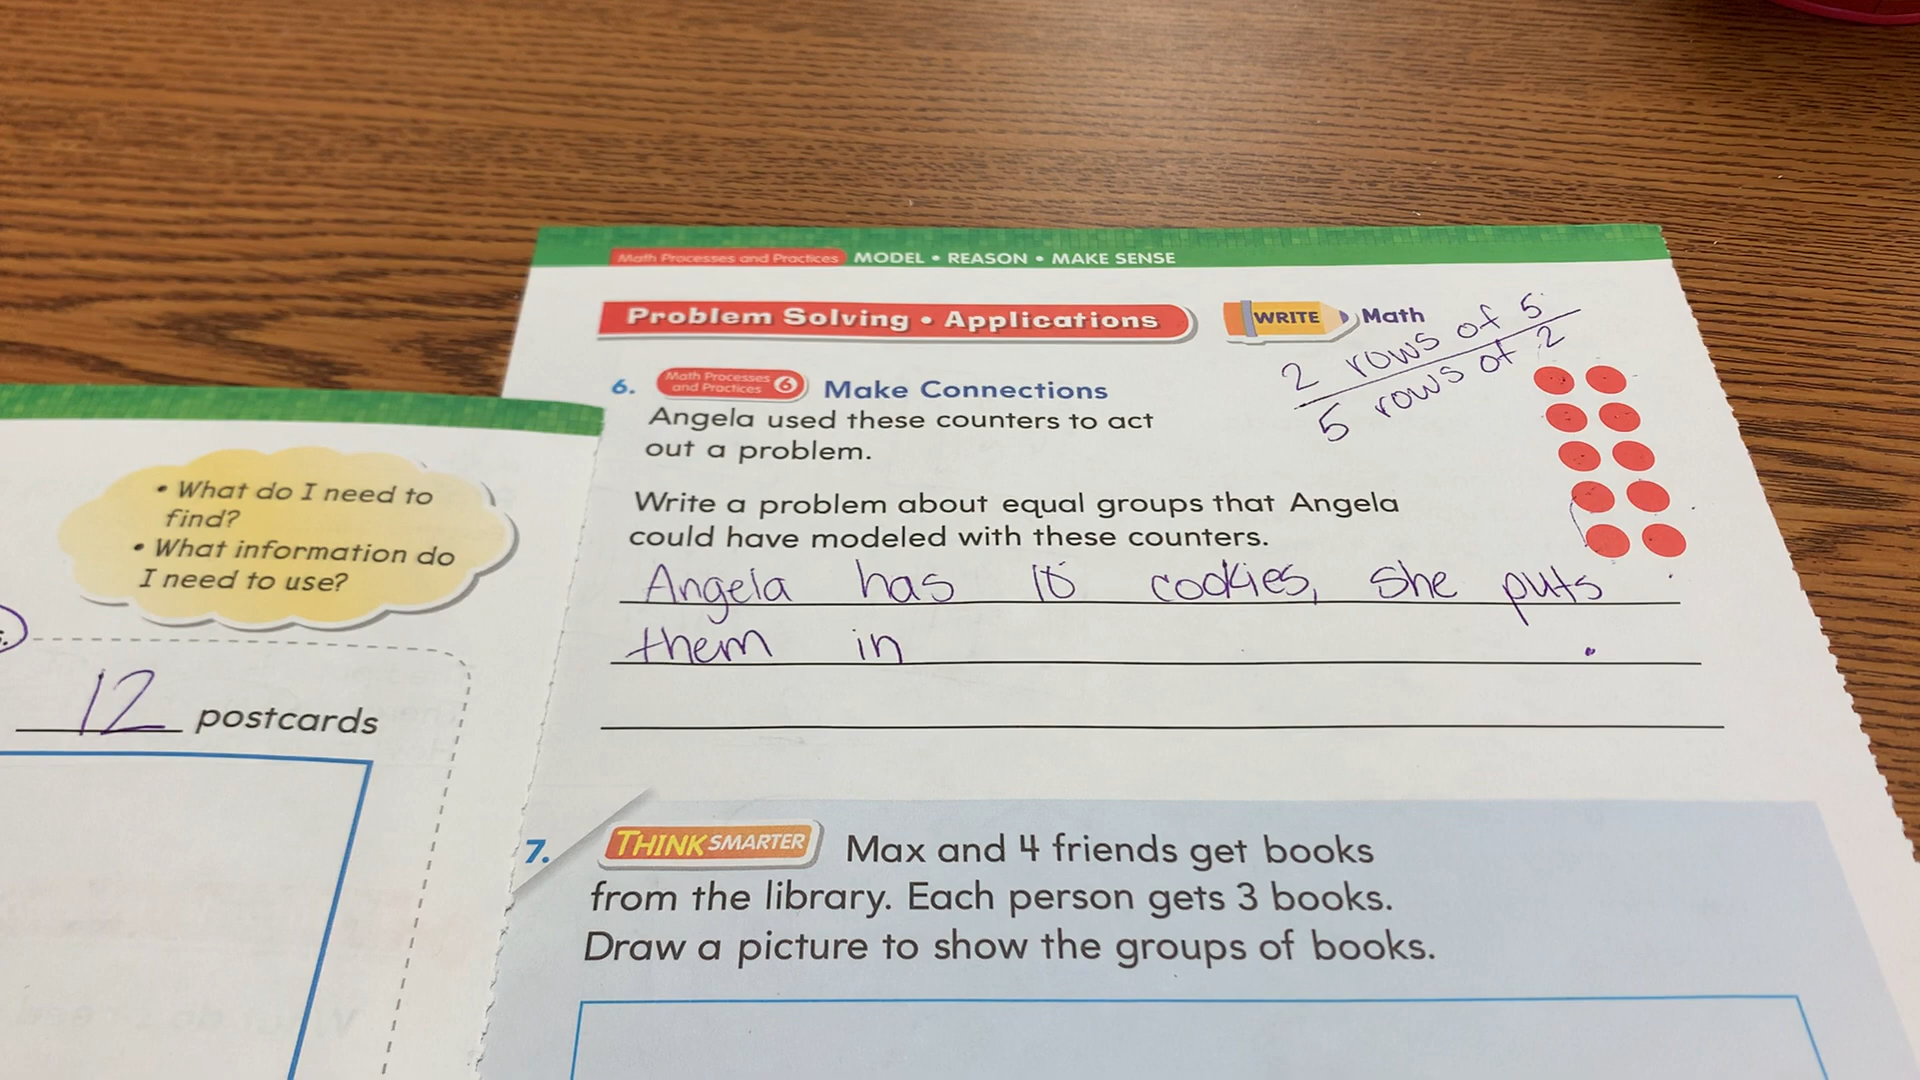 Math Processes and Practices MODEL • REASON • MAKE SENSE
Problem Solving • Applications
WRITE Math
2 rows of 5
5 rows of 2
6. Math Processes and Practices 6 Make Connections
Angela used these counters to act
out a problem.
Write a problem about equal groups that Angela
could have modeled with these counters.
Angela has 10 cookies, she puts
them in .
• What do I need to
find?
• What information do
I need to use?
12 postcards
7. THINK SMARTER Max and 4 friends get books
from the library. Each person gets 3 books.
Draw a picture to show the groups of books.